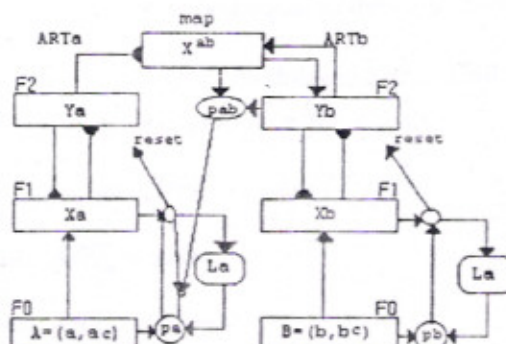 map
ARTa
X^ab
ARTb
F2
F2
Ya
pab
Yb
reset
reset
F1
F1
Xa
Xb
La
La
F0
F0
A=(a,ac)
pa
B=(b,bc)
pb